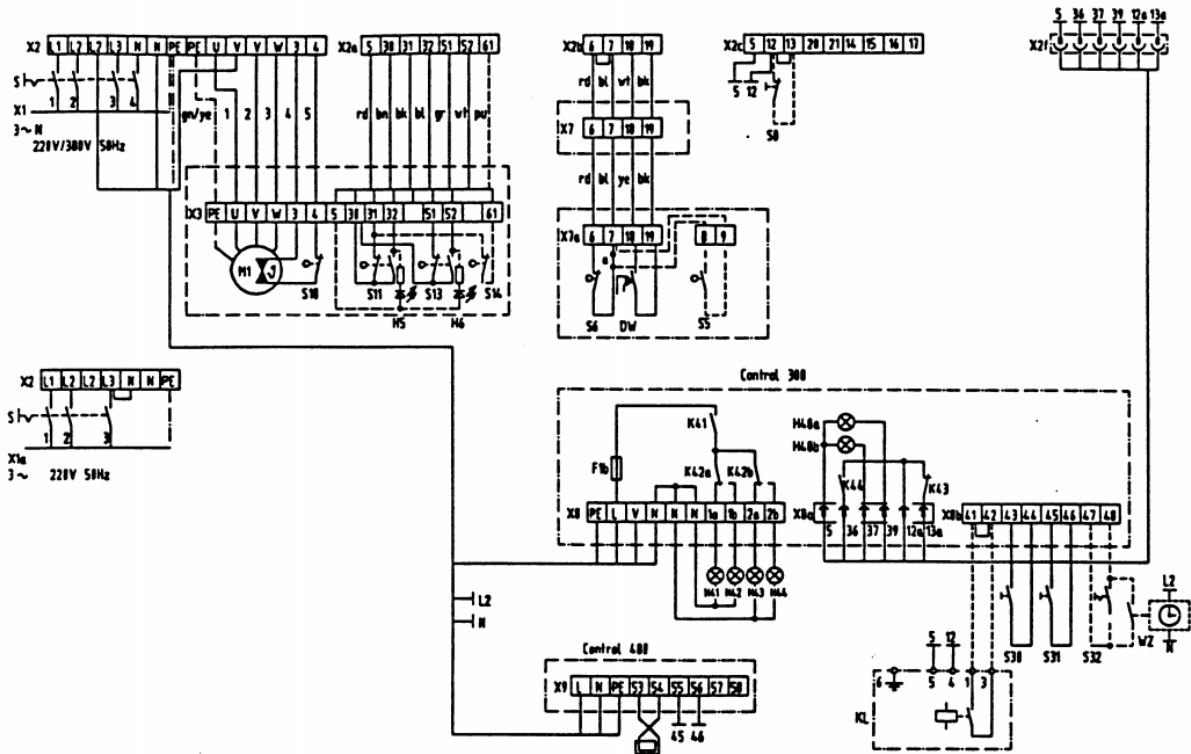 5 36 37 39 12a 13a
X2 L1 L2 L2 L3 N N PE PE U V V W 3 4
X2a 5 30 31 32 51 52 61
X2b 6 7 18 19
X2c 5 12 13 20 21 14 15 16 17
X2f
S
1 2 3 4
X1
3~ N
220V/380V 50Hz
gn/ye 1 2 3 4 5
rd bn bk bl gr wt pu
rd bl wt bk
5 12
S8
X7 6 7 18 19
rd bl ye bk
X3 PE U V W 3 4 5 30 31 32 51 52 61
X7a 6 7 18 19 8 9
M1
S10 S11 S13 S14
H5 H6
S6 DW S5
X2 L1 L2 L2 L3 N N PE
S
1 2 3
X1a
3~ 220V 50Hz
Control 300
K41
K42a K42b
F1b
H48a
H48b
K44 K43
X8 PE L V N N N 1a 1b 2a 2b
X8a
5 36 37 39 12a 13a
X8b 41 42 43 44 45 46 47 48
H41 H42 H43 H44
L2
N
Control 400
X9 L N PE 53 54 55 56 57 58
45 46
5 12
6 5 4 1 3
KL
S30 S31 S32
WZ
L2
N